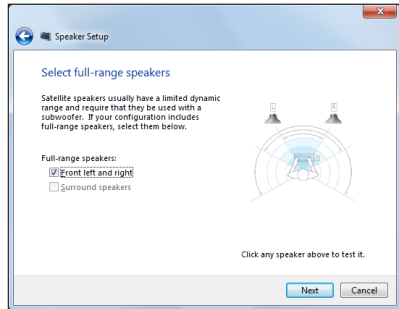 Speaker Setup
Select full-range speakers
Satellite speakers usually have a limited dynamic
range and require that they be used with a
subwoofer. If your configuration includes
full-range speakers, select them below.
L R
Full-range speakers:
Front left and right
Surround speakers
Click any speaker above to test it.
Next Cancel